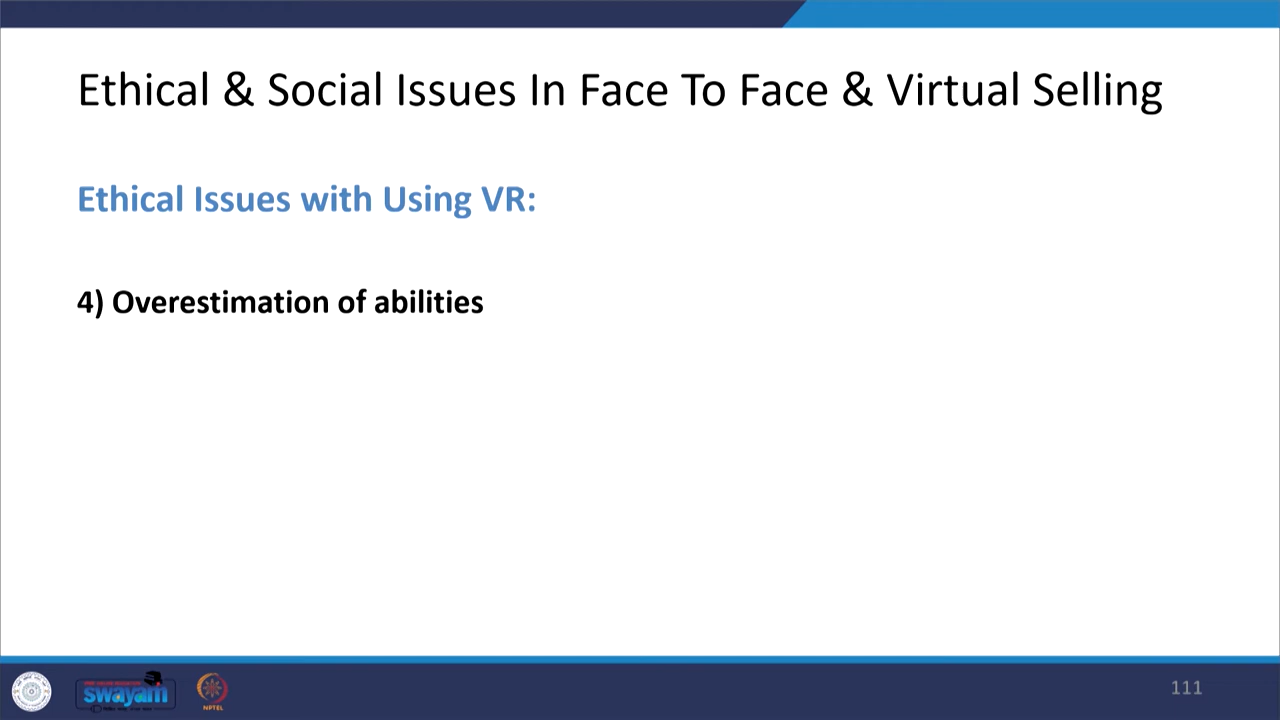 Ethical & Social Issues In Face To Face & Virtual Selling
Ethical Issues with Using VR:
4) Overestimation of abilities
swayam
NPTEL
111